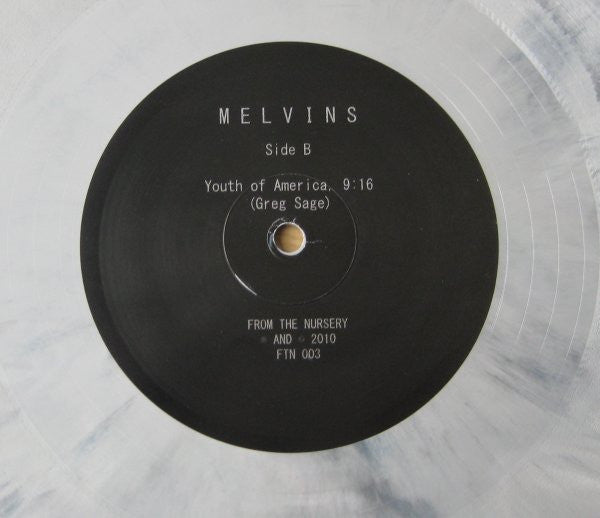 MELVINS
Side B
Youth of America, 9:16
(Greg Sage)
FROM THE NURSERY
AND 2010
FTN 003